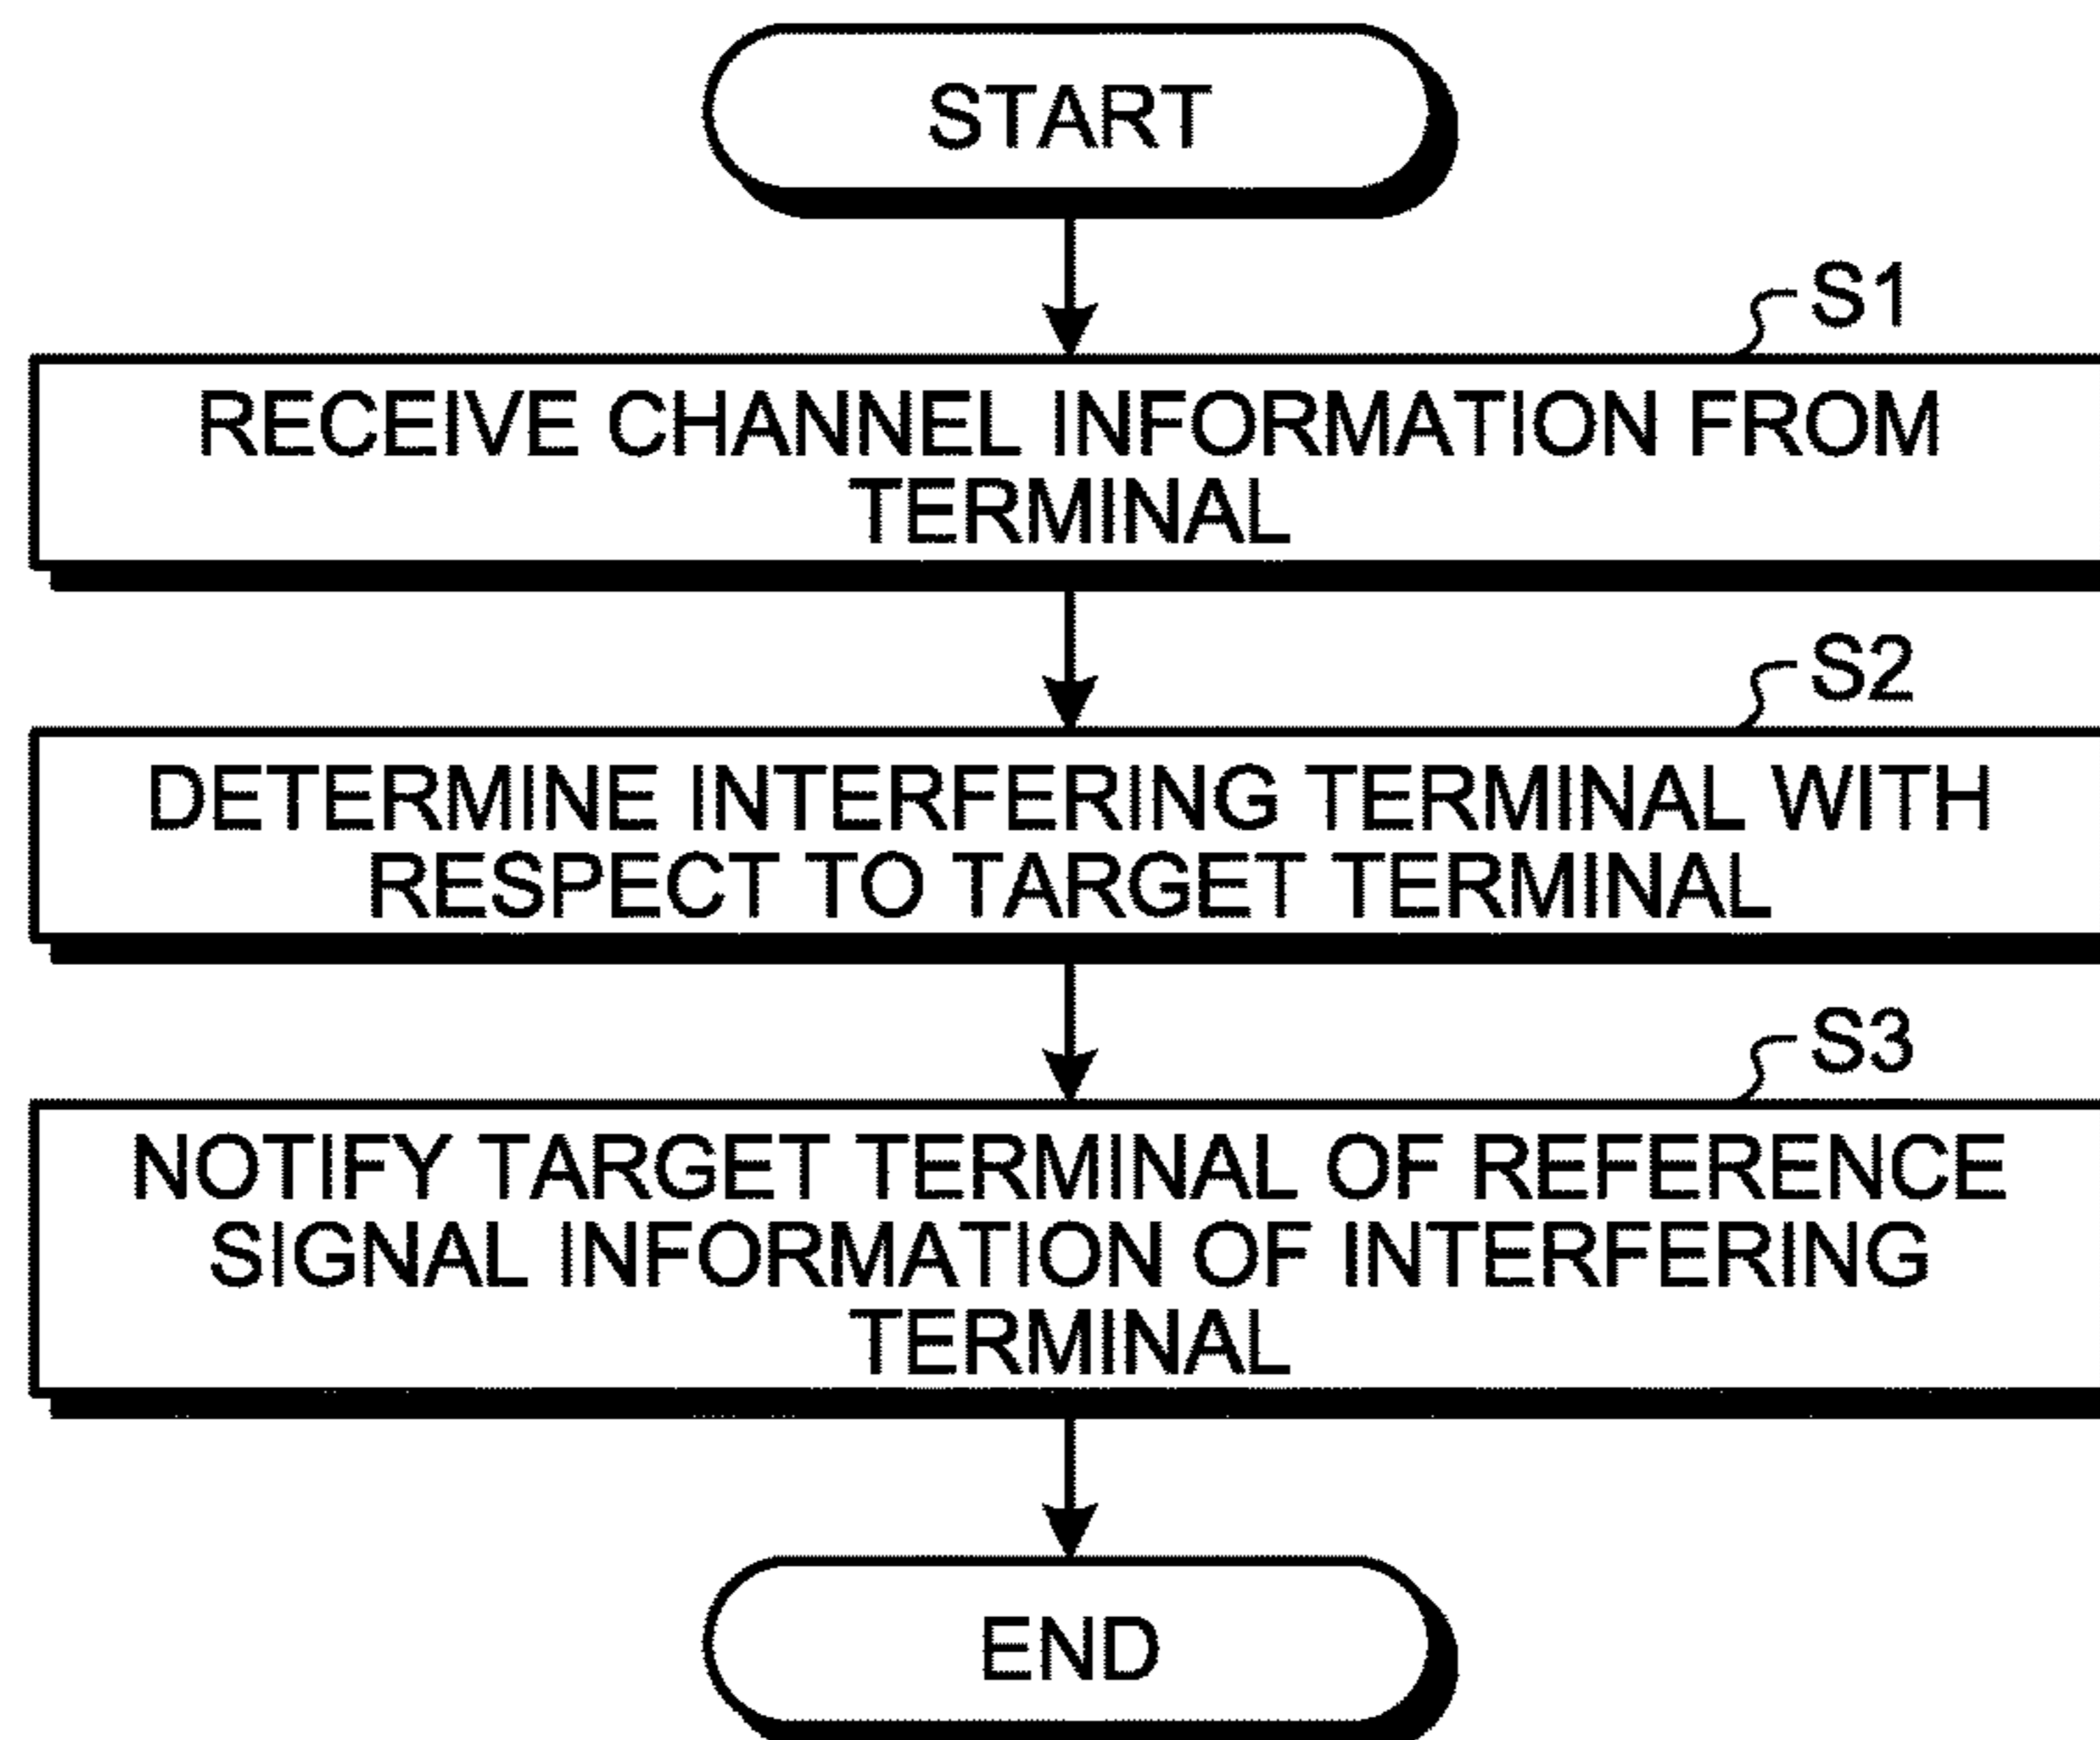 START
S1
RECEIVE CHANNEL INFORMATION FROM
TERMINAL
S2
DETERMINE INTERFERING TERMINAL WITH
RESPECT TO TARGET TERMINAL
S3
NOTIFY TARGET TERMINAL OF REFERENCE
SIGNAL INFORMATION OF INTERFERING
TERMINAL
END